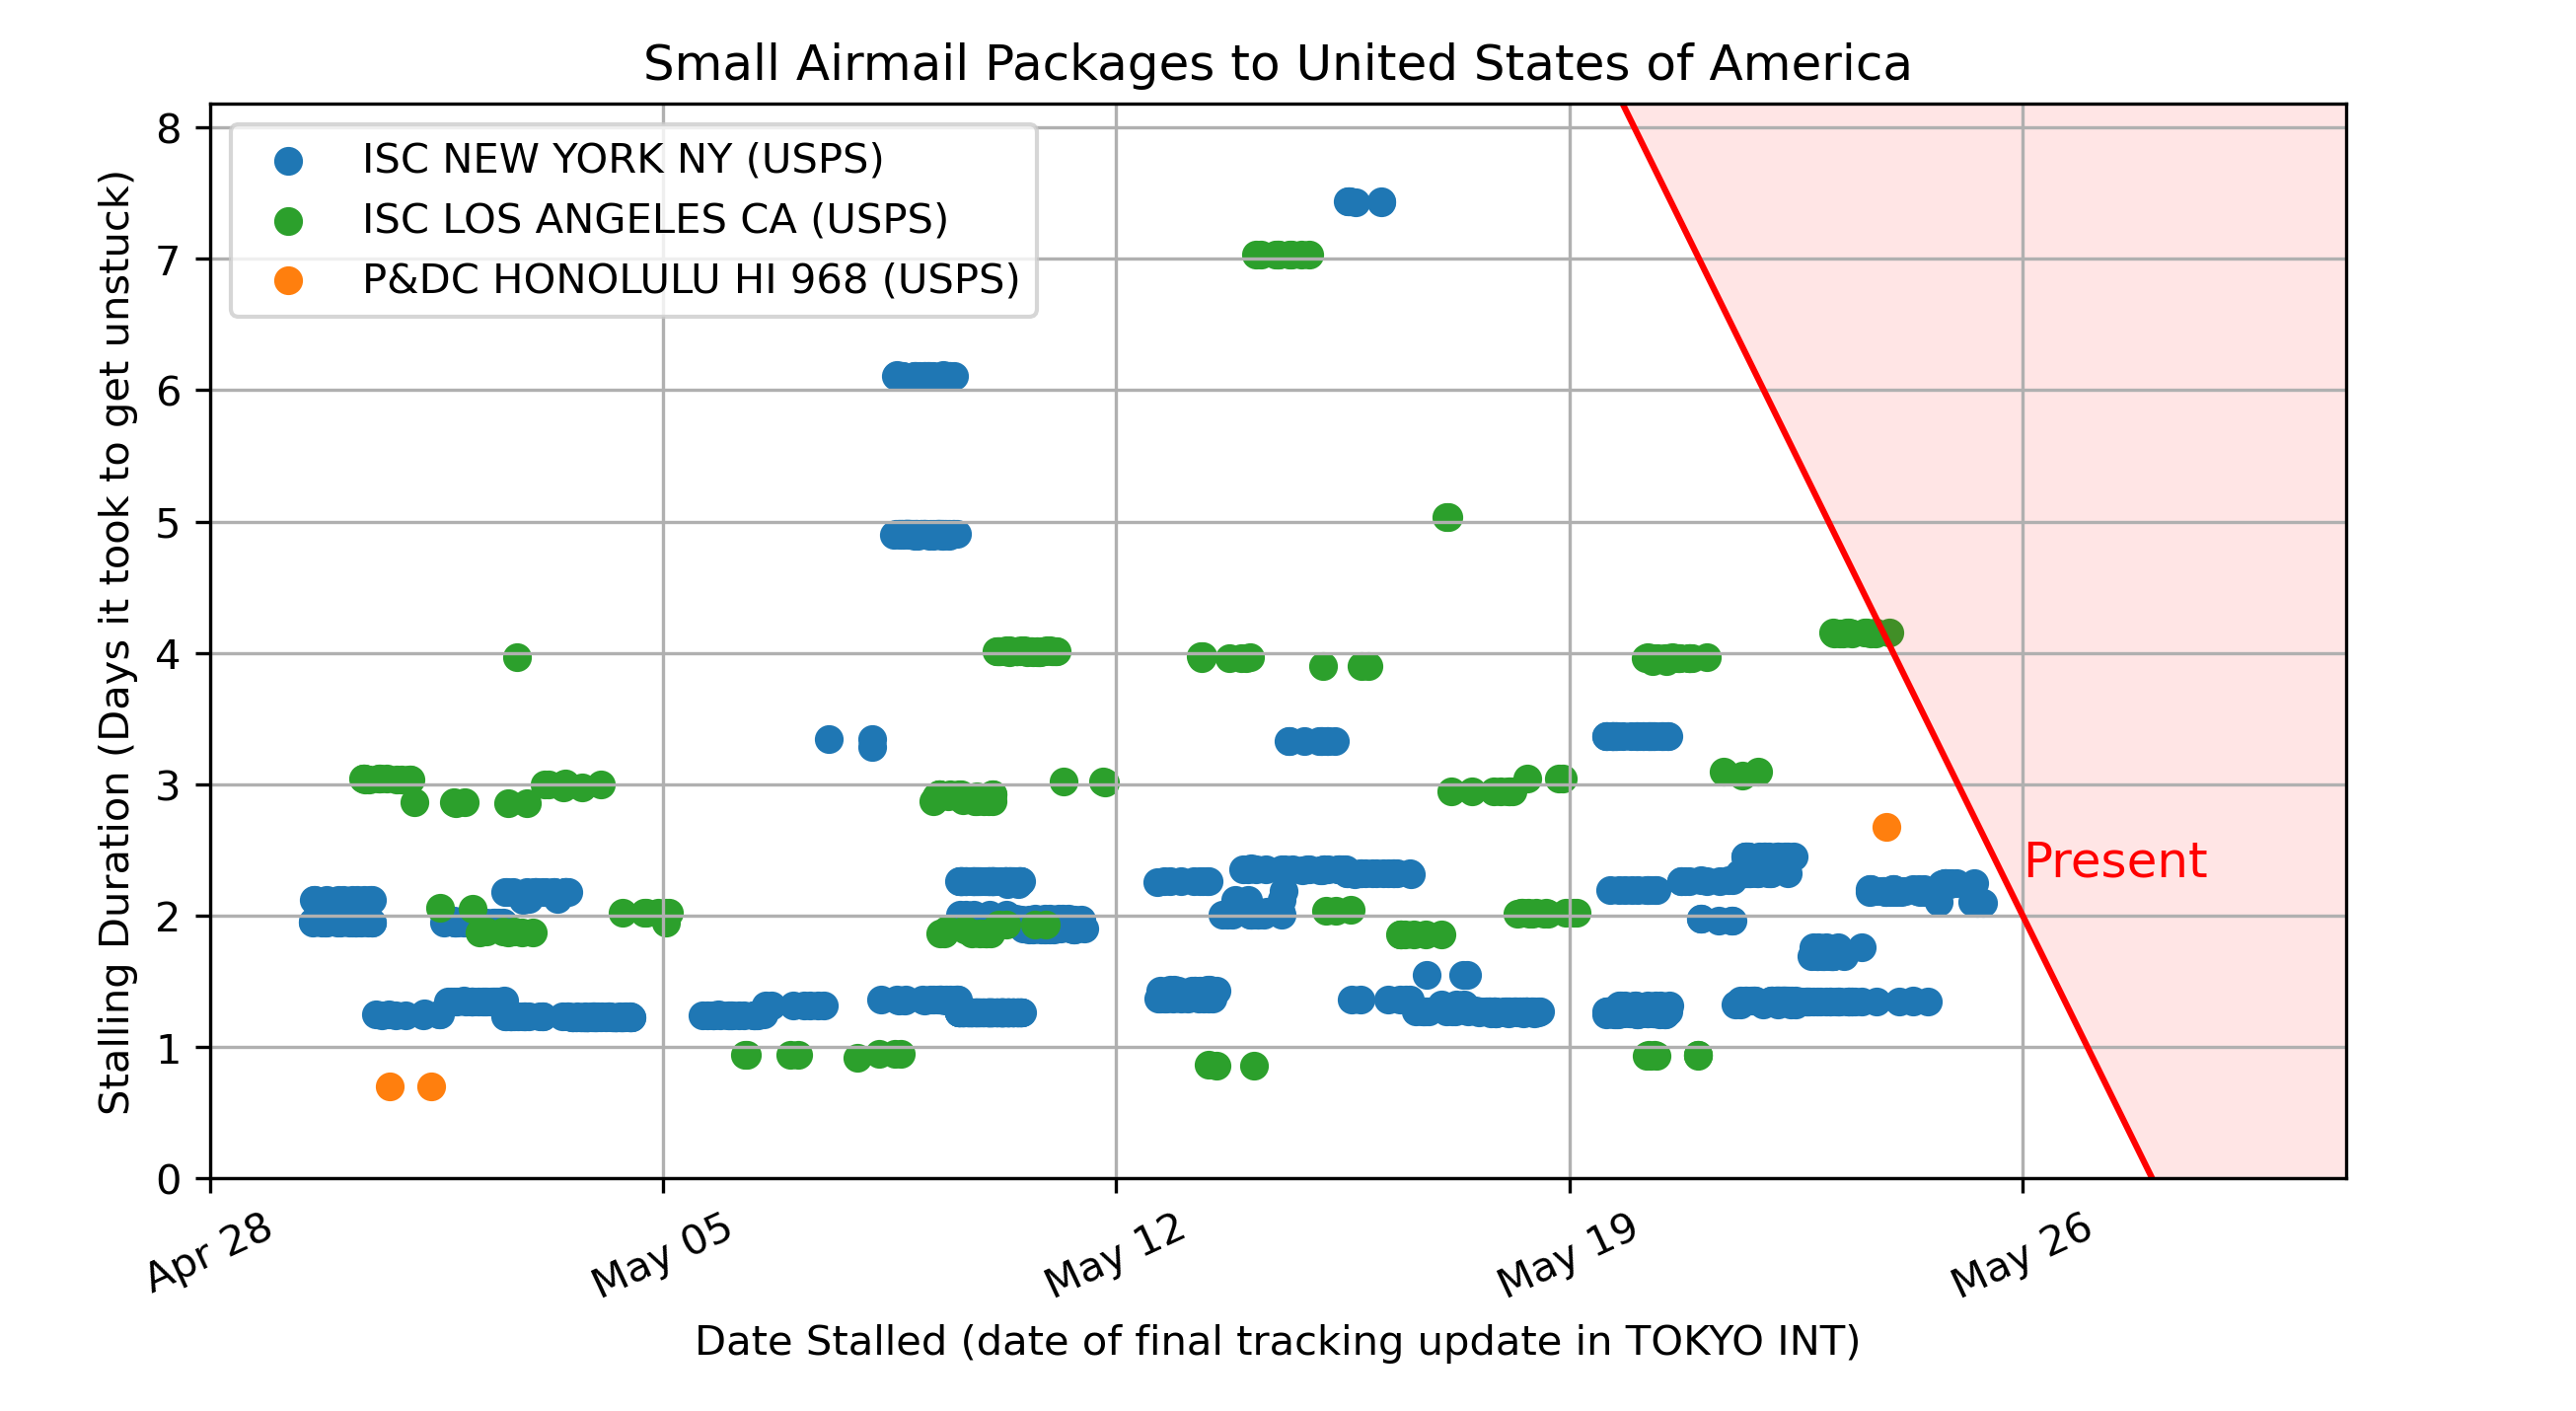 Small Airmail Packages to United States of America
ISC NEW YORK NY (USPS)
ISC LOS ANGELES CA (USPS)
P&DC HONOLULU HI 968 (USPS)
Stalling Duration (Days it took to get unstuck)
8
7
6
5
4
3
2
1
0
Present
Apr 28
May 05
May 12
May 19
May 26
Date Stalled (date of final tracking update in TOKYO INT)